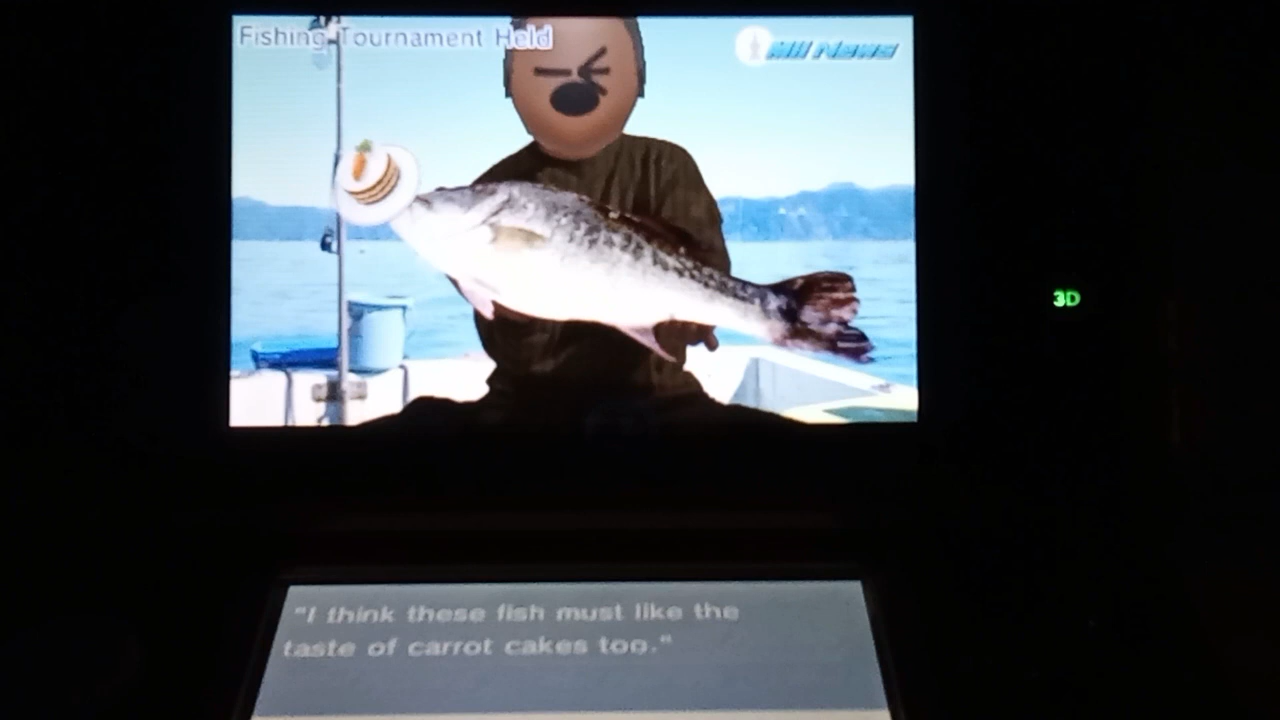 Fishing Tournament Held
Mii News
3D
"I think these fish must like the
taste of carrot cakes too."